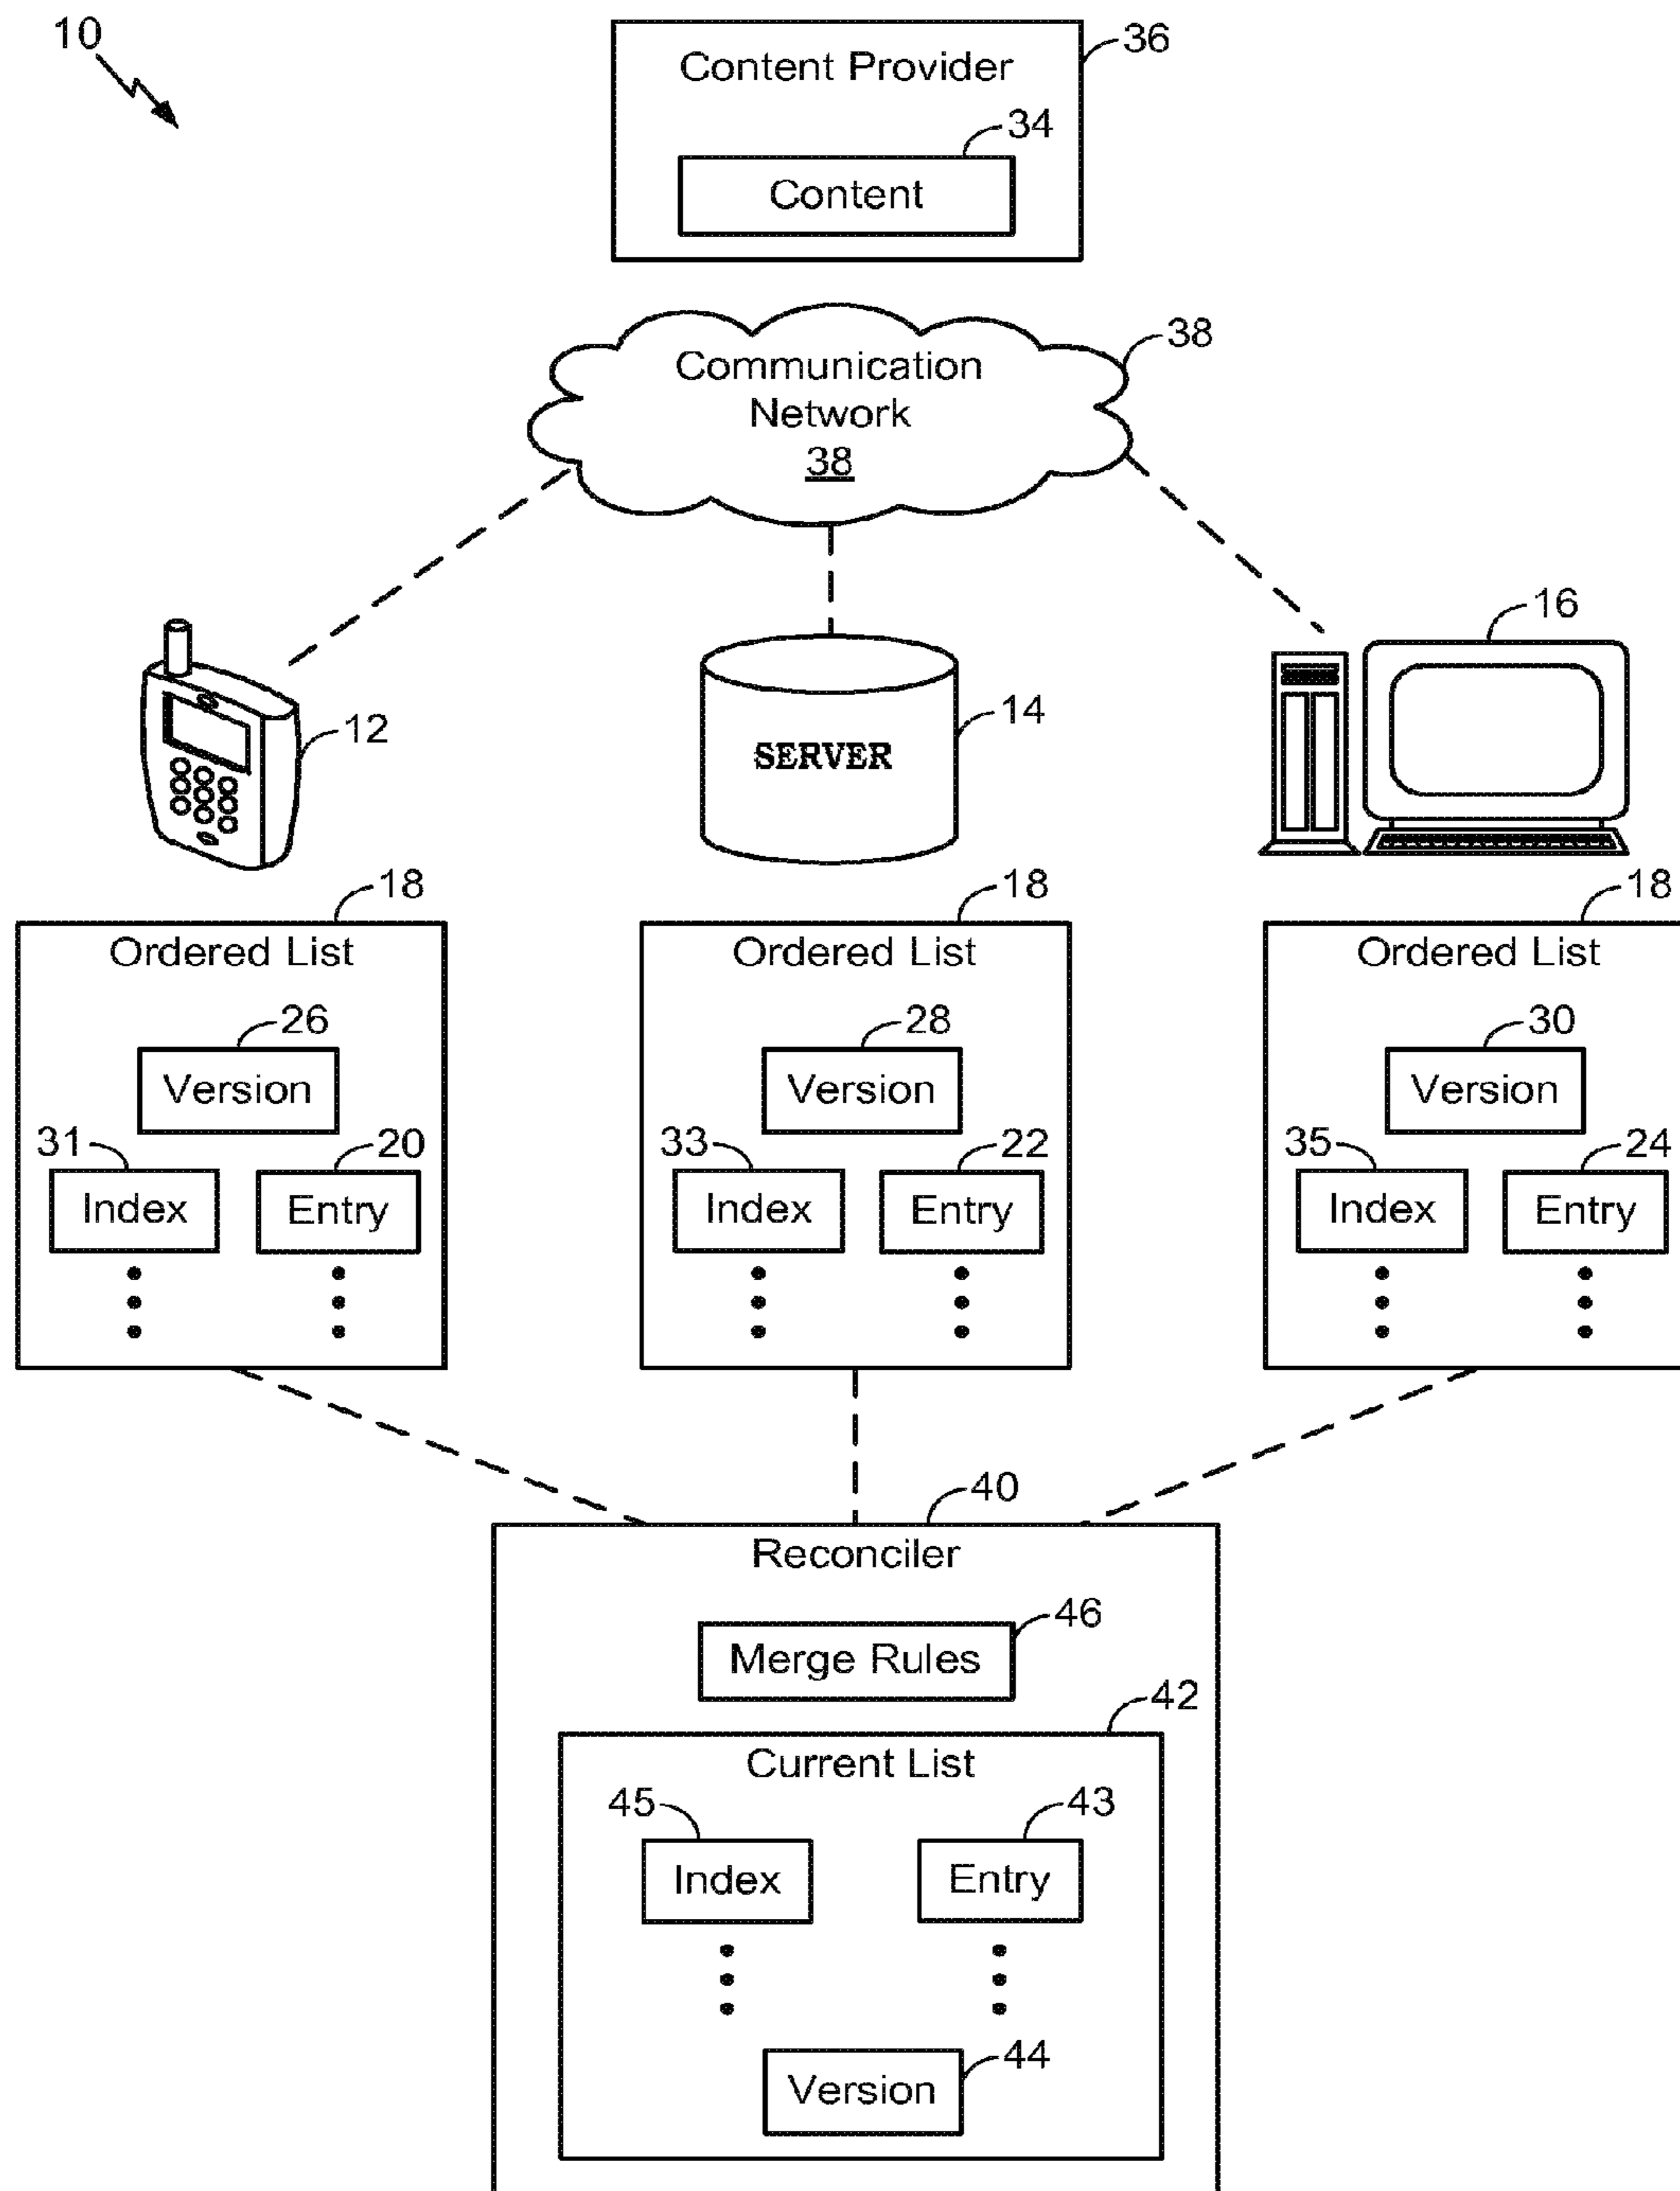 10
36
Content Provider
34
Content
38
Communication
Network
38
16
12
14
SERVER
18 18 18
Ordered List Ordered List Ordered List
26 28 30
Version Version Version
31 20 33 22 35 24
Index Entry Index Entry Index Entry
40
Reconciler
46
Merge Rules
42
Current List
45 43
Index Entry
44
Version